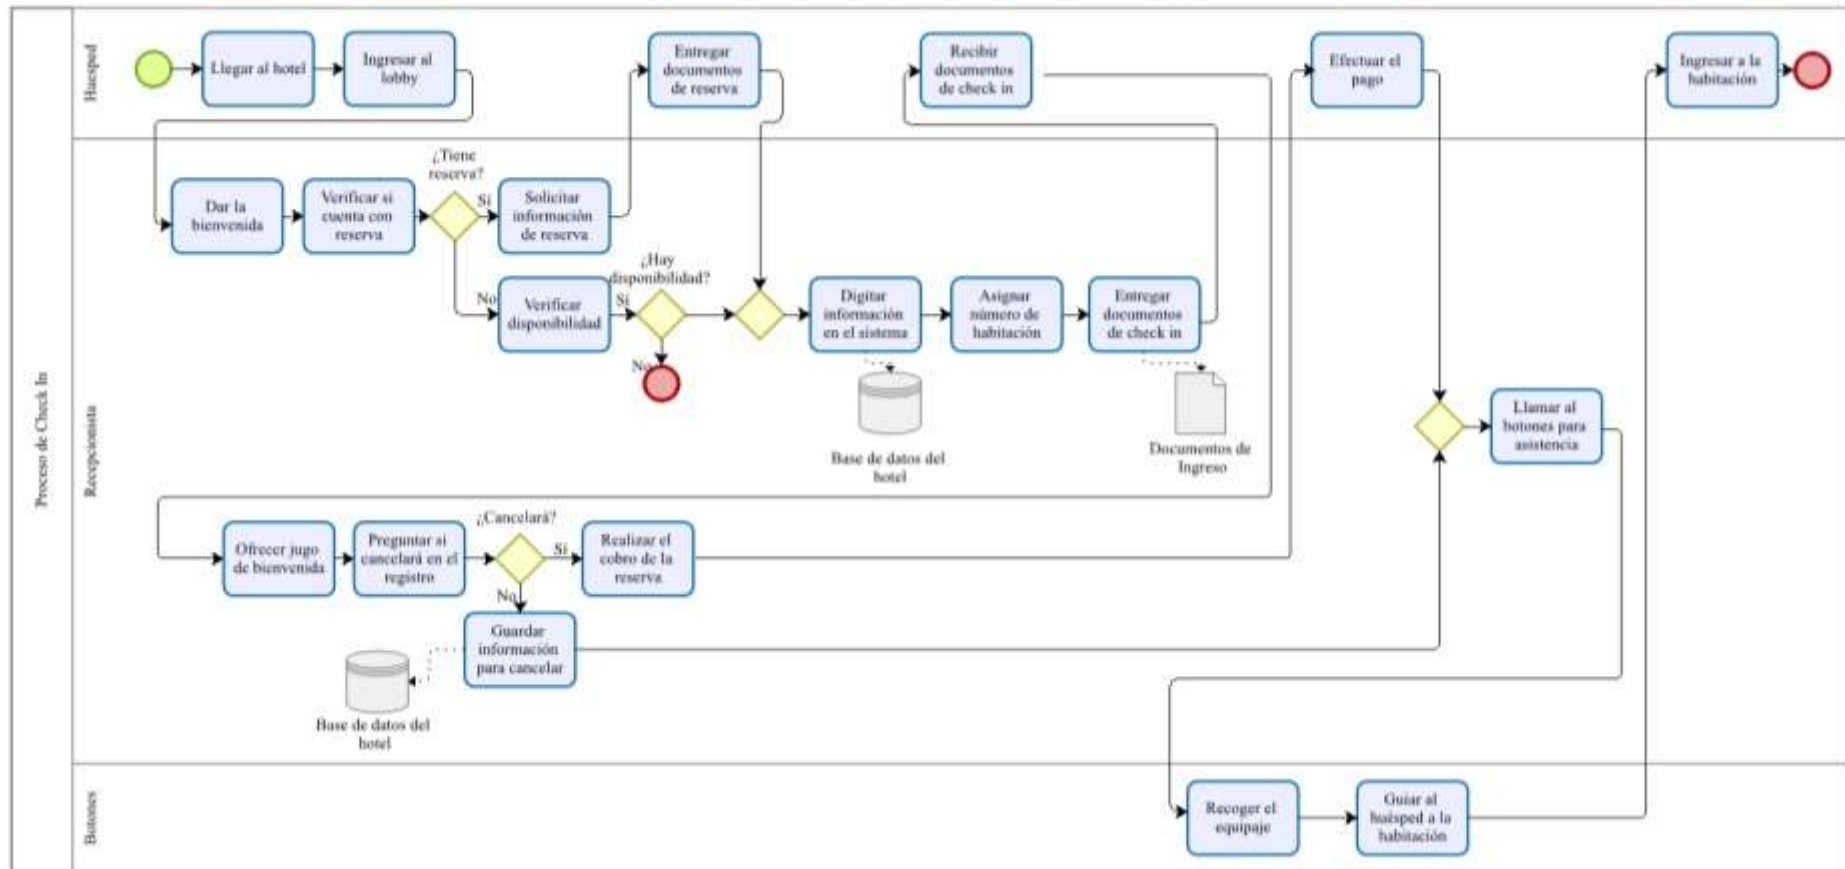 Proceso de Check In
Huesped
Llegar al hotel
Ingresar al
lobby
Entregar
documentos
de reserva
Recibir
documentos
de check in
Efectuar el
pago
Ingresar a la
habitación
Recepcionista
Dar la
bienvenida
Verificar si
cuenta con
reserva
¿Tiene
reserva?
Si
Solicitar
información
de reserva
No
Verificar
disponibilidad
¿Hay
disponibilidad?
Si
No
Digitar
información
en el sistema
Asignar
número de
habitación
Entregar
documentos
de check in
Base de datos del
hotel
Documentos de
Ingreso
Llamar al
botones para
asistencia
Ofrecer jugo
de bienvenida
Preguntar si
cancelará en el
registro
¿Cancelará?
Si
Realizar el
cobro de la
reserva
No
Guardar
información
para cancelar
Base de datos del
hotel
Botones
Recoger el
equipaje
Guiar al
huésped a la
habitación